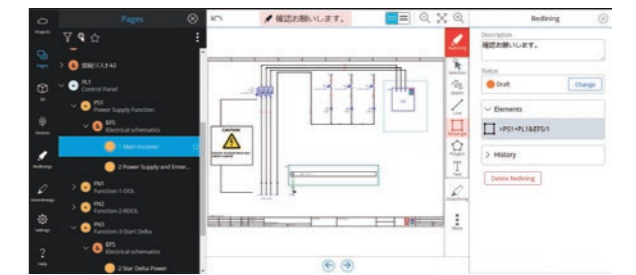 Pages
確認お願いします。
Redlining
Projects
Pages
Devices
Redlinings
Greenlinings
Settings
Help
PL1
Control Panel
PS1
Power Supply Function
EFS
Electrical schematics
1 Main Incomer
2 Power Supply and Emer...
FN1
Function-1-DOL
FN2
Function-2-RDOL
FN3
Function-3-Start Delta
EFS
Electrical schematics
2 Star Delta Power
CAUTION
Redlining
Selection
Sketch
Line
Rectangle
Polygon
Text
Greenlining
More
Description
確認お願いします。
Status
Draft
Change
Elements
=PS1+PL1&EFS/1
History
Delete Redlining